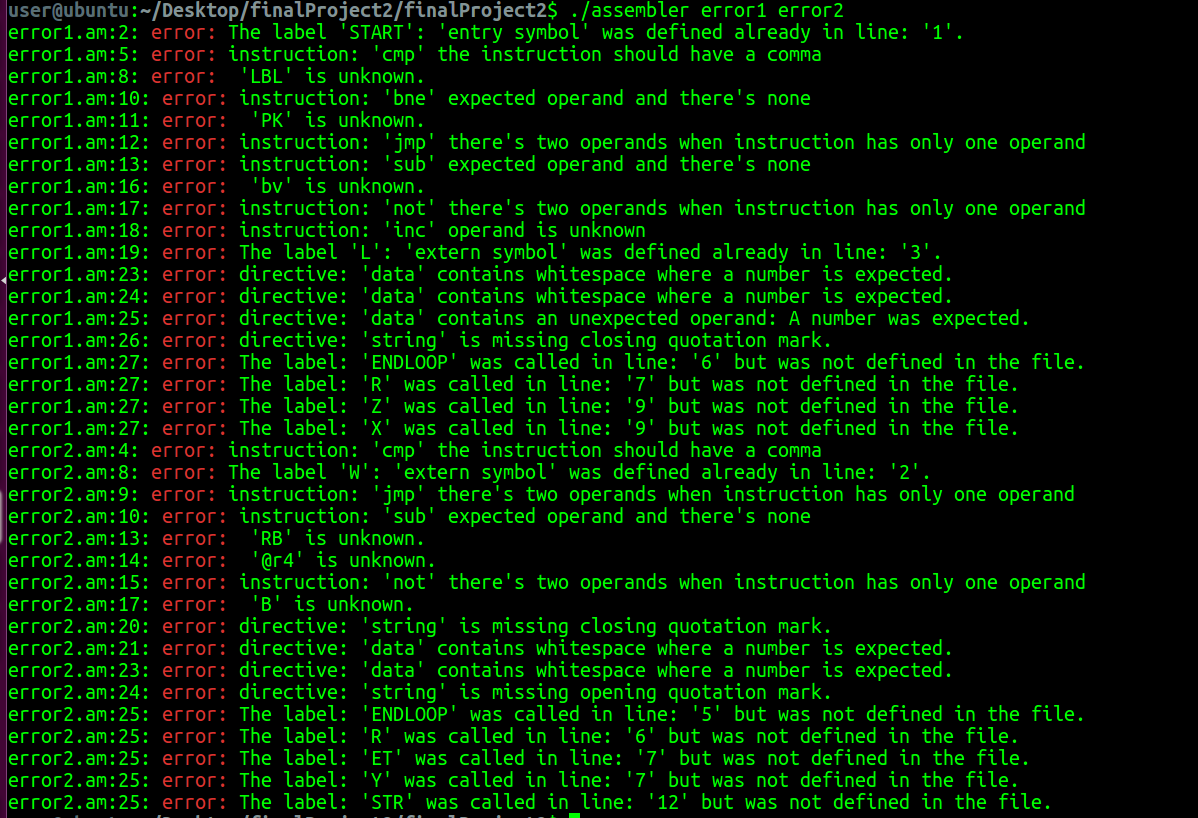 user@ubuntu:~/Desktop/finalProject2/finalProject2$ ./assembler error1 error2
error1.am:2: error: The label 'START': 'entry symbol' was defined already in line: '1'.
error1.am:5: error: instruction: 'cmp' the instruction should have a comma
error1.am:8: error:  'LBL' is unknown.
error1.am:10: error: instruction: 'bne' expected operand and there's none
error1.am:11: error:  'PK' is unknown.
error1.am:12: error: instruction: 'jmp' there's two operands when instruction has only one operand
error1.am:13: error: instruction: 'sub' expected operand and there's none
error1.am:16: error:  'bv' is unknown.
error1.am:17: error: instruction: 'not' there's two operands when instruction has only one operand
error1.am:18: error: instruction: 'inc' operand is unknown
error1.am:19: error: The label 'L': 'extern symbol' was defined already in line: '3'.
error1.am:23: error: directive: 'data' contains whitespace where a number is expected.
error1.am:24: error: directive: 'data' contains whitespace where a number is expected.
error1.am:25: error: directive: 'data' contains an unexpected operand: A number was expected.
error1.am:26: error: directive: 'string' is missing closing quotation mark.
error1.am:27: error: The label: 'ENDLOOP' was called in line: '6' but was not defined in the file.
error1.am:27: error: The label: 'R' was called in line: '7' but was not defined in the file.
error1.am:27: error: The label: 'Z' was called in line: '9' but was not defined in the file.
error1.am:27: error: The label: 'X' was called in line: '9' but was not defined in the file.
error2.am:4: error: instruction: 'cmp' the instruction should have a comma
error2.am:8: error: The label 'W': 'extern symbol' was defined already in line: '2'.
error2.am:9: error: instruction: 'jmp' there's two operands when instruction has only one operand
error2.am:10: error: instruction: 'sub' expected operand and there's none
error2.am:13: error:  'RB' is unknown.
error2.am:14: error:  '@r4' is unknown.
error2.am:15: error: instruction: 'not' there's two operands when instruction has only one operand
error2.am:17: error:  'B' is unknown.
error2.am:20: error: directive: 'string' is missing closing quotation mark.
error2.am:21: error: directive: 'data' contains whitespace where a number is expected.
error2.am:23: error: directive: 'data' contains whitespace where a number is expected.
error2.am:24: error: directive: 'string' is missing opening quotation mark.
error2.am:25: error: The label: 'ENDLOOP' was called in line: '5' but was not defined in the file.
error2.am:25: error: The label: 'R' was called in line: '6' but was not defined in the file.
error2.am:25: error: The label: 'ET' was called in line: '7' but was not defined in the file.
error2.am:25: error: The label: 'Y' was called in line: '7' but was not defined in the file.
error2.am:25: error: The label: 'STR' was called in line: '12' but was not defined in the file.